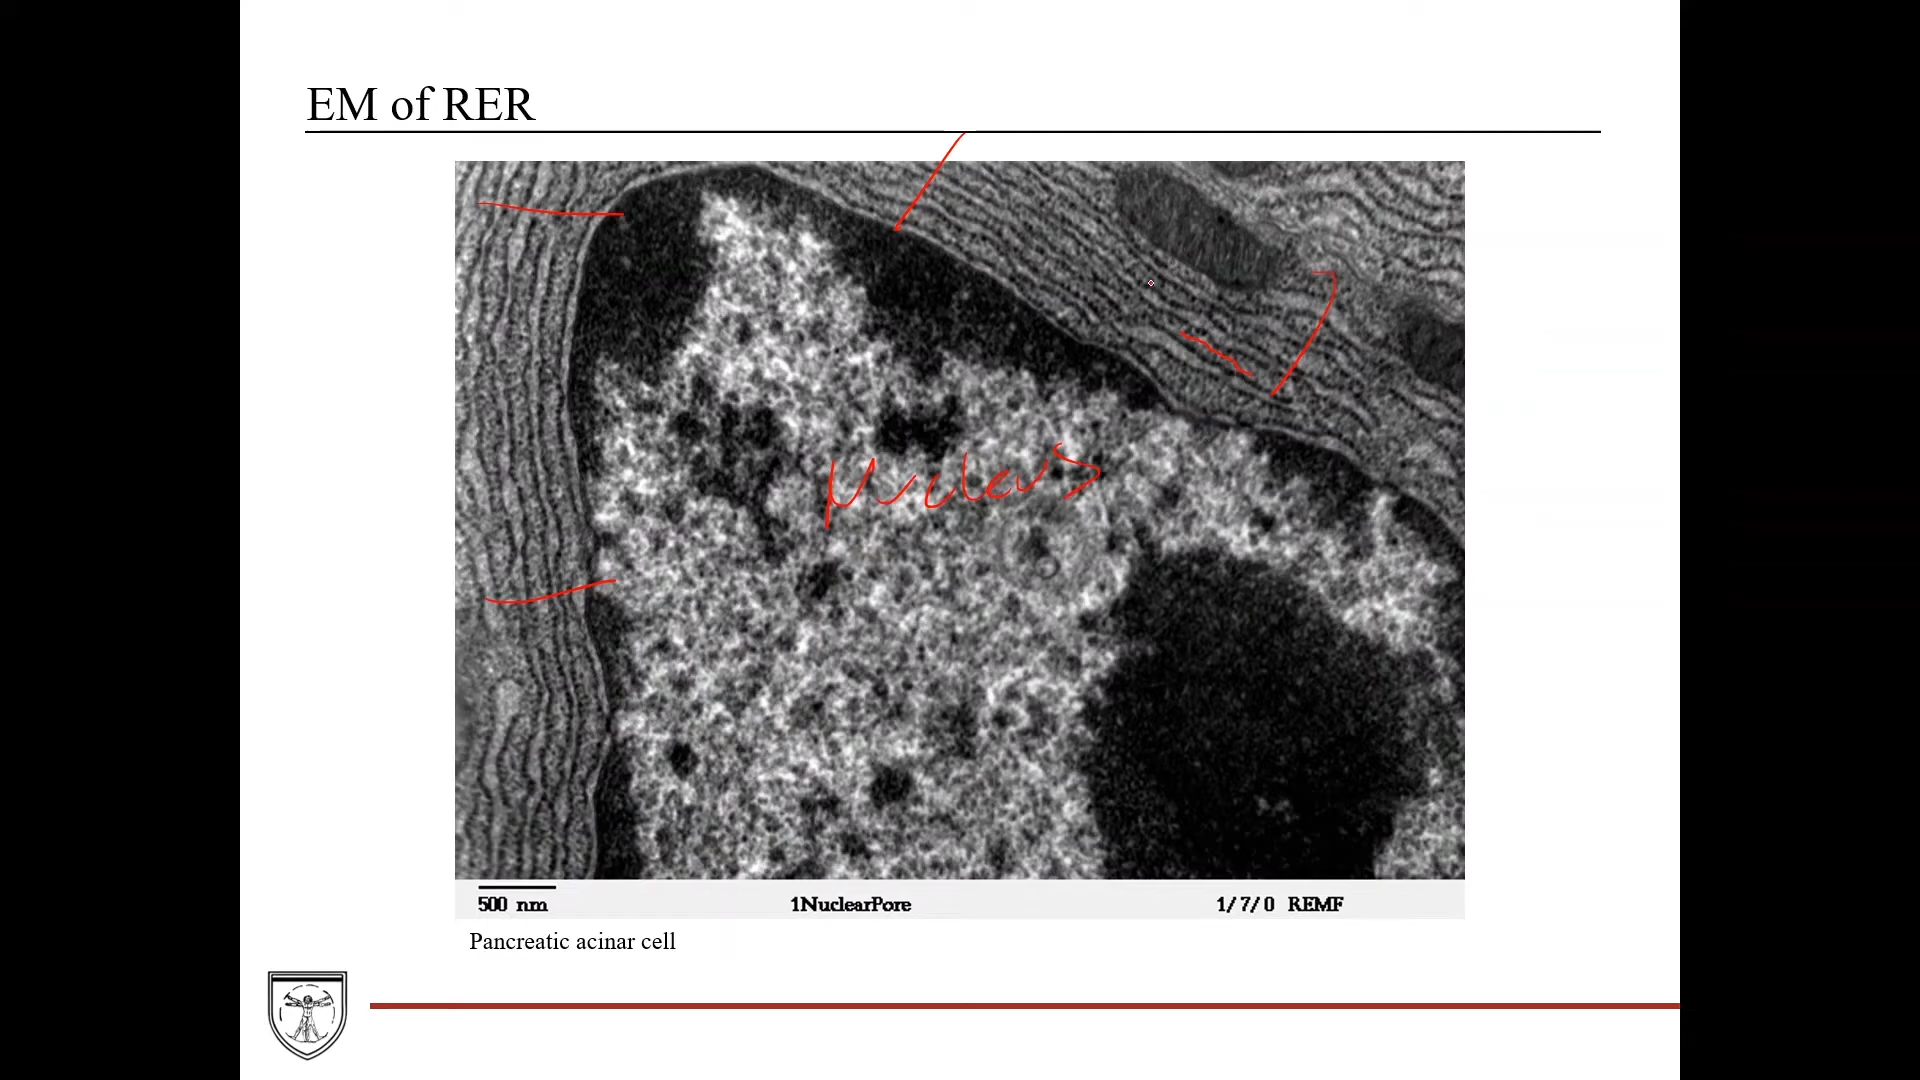 EM of RER
Nucleus
500 nm 1NuclearPore 1/7/0 REMF
Pancreatic acinar cell